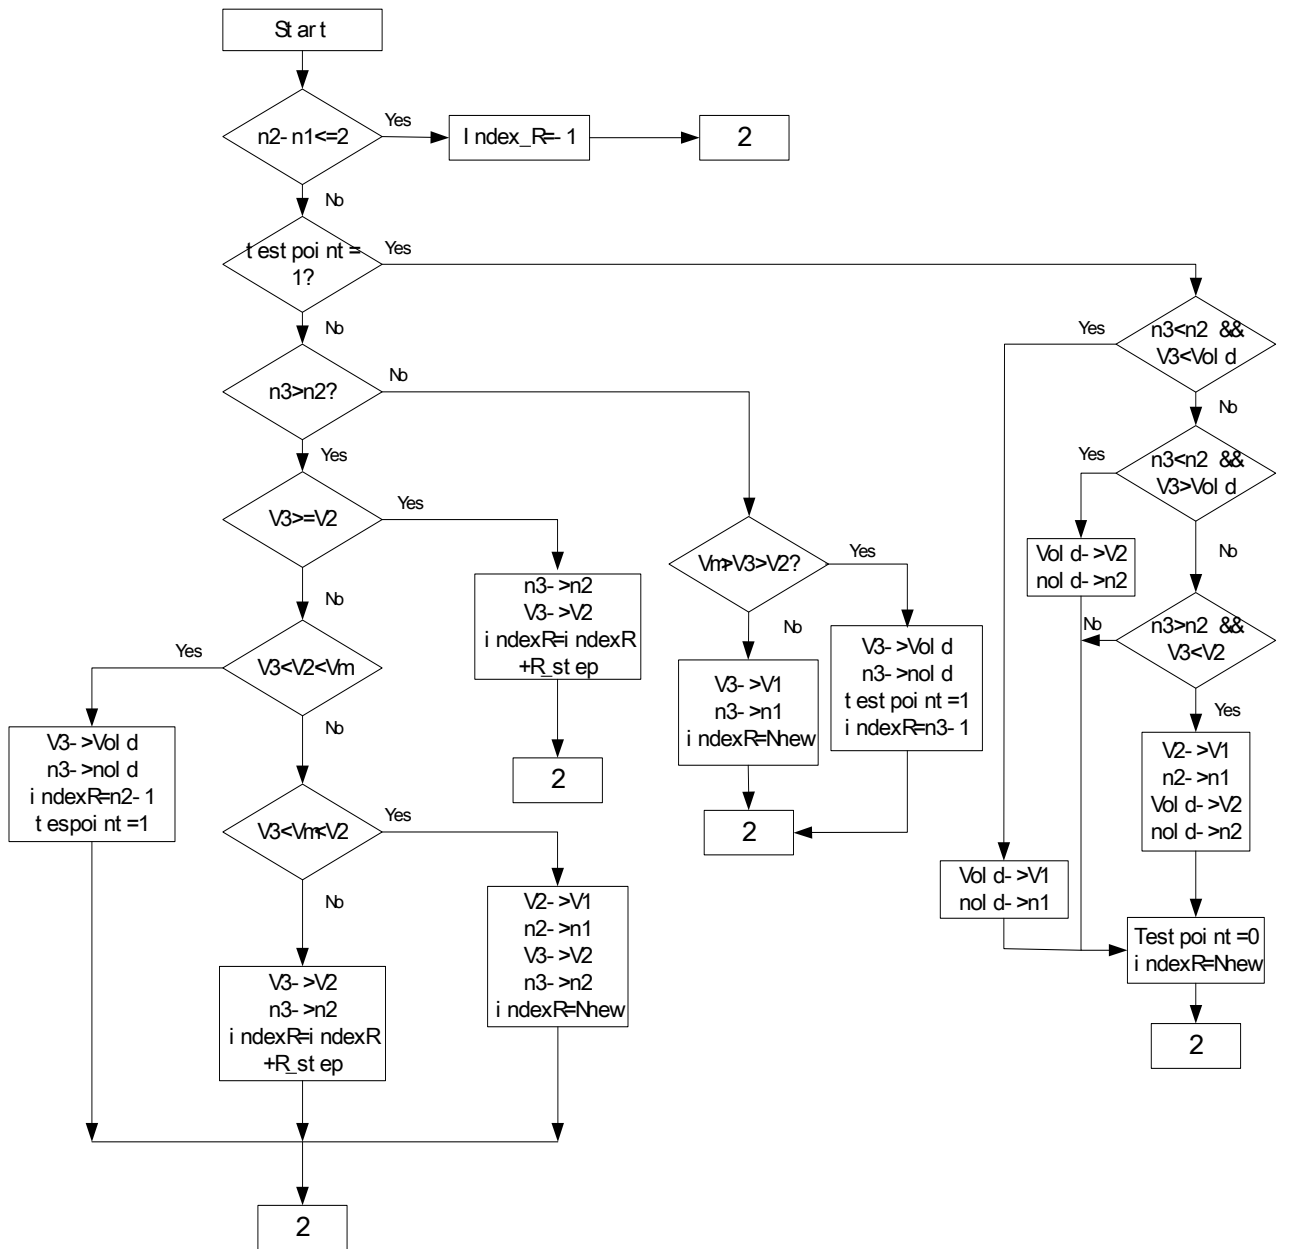 Start
n2-n1<=2
Yes
Index_R=-1
2
No
testpoint=
1?
Yes
No
n3>n2?
No
Yes
V3>=V2
Yes
n3->n2
V3->V2
indexR=indexR
+R_step
2
No
V3<V2<Vm
Yes
V3->Vold
n3->nold
indexR=n2-1
tespoint=1
No
V3<Vm<V2
Yes
V2->V1
n2->n1
V3->V2
n3->n2
indexR=Nnew
No
V3->V2
n3->n2
indexR=indexR
+R_step
2
Vm>V3>V2?
Yes
V3->Vold
n3->nold
testpoint=1
indexR=n3-1
No
V3->V1
n3->n1
indexR=Nnew
2
n3<n2 &&
V3<Vold
Yes
Vold->V1
nold->n1
No
n3<n2 &&
V3>Vold
Yes
Vold->V2
nold->n2
No
n3>n2 &&
V3<V2
No
Yes
V2->V1
n2->n1
Vold->V2
nold->n2
Testpoint=0
indexR=Nnew
2